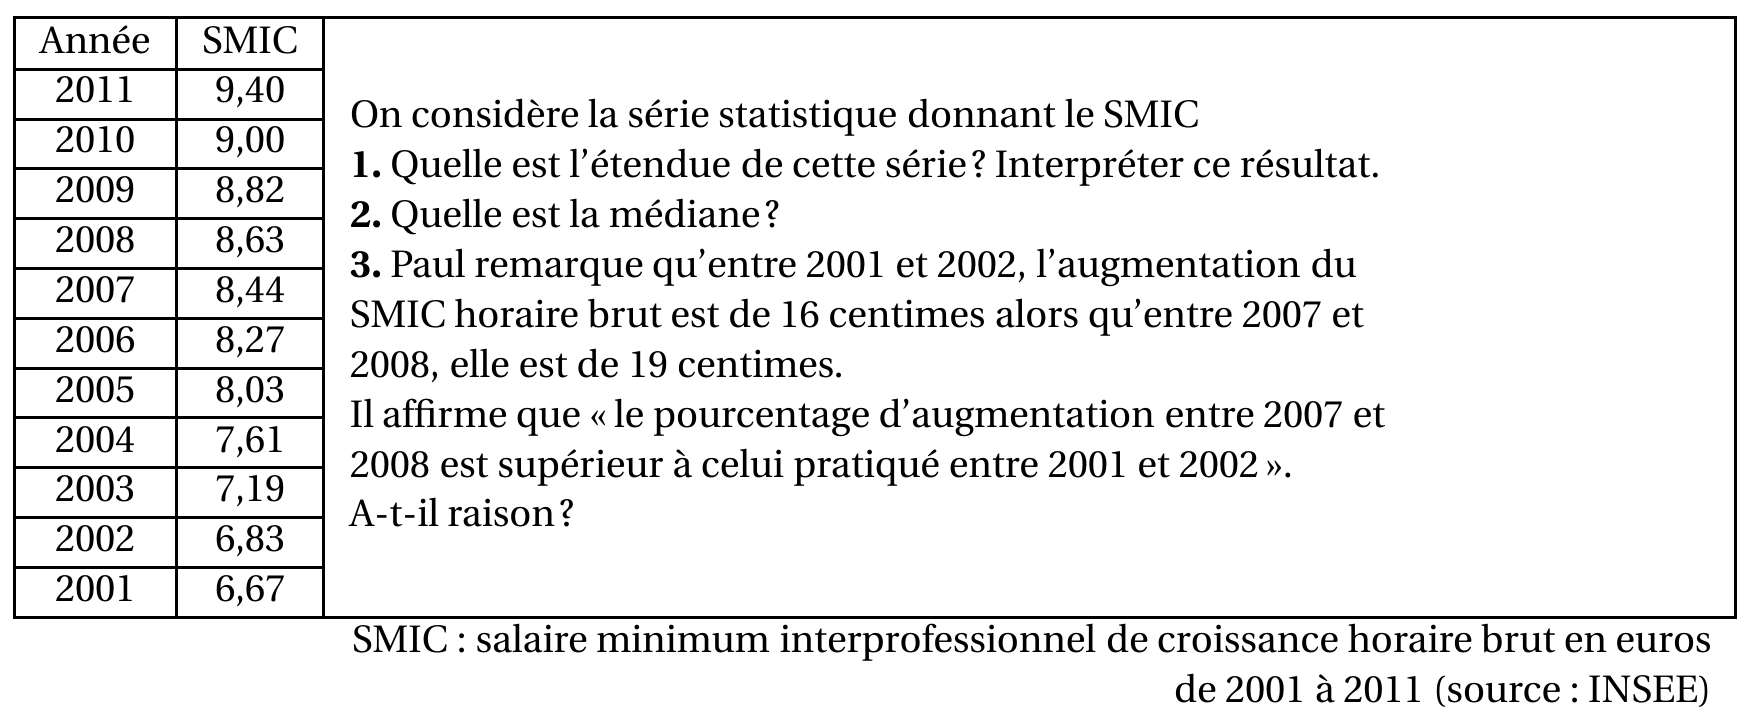 Année SMIC
2011 9,40
2010 9,00
2009 8,82
2008 8,63
2007 8,44
2006 8,27
2005 8,03
2004 7,61
2003 7,19
2002 6,83
2001 6,67
On considère la série statistique donnant le SMIC
1. Quelle est l’étendue de cette série ? Interpréter ce résultat.
2. Quelle est la médiane ?
3. Paul remarque qu’entre 2001 et 2002, l’augmentation du
SMIC horaire brut est de 16 centimes alors qu’entre 2007 et
2008, elle est de 19 centimes.
Il affirme que « le pourcentage d’augmentation entre 2007 et
2008 est supérieur à celui pratiqué entre 2001 et 2002 ».
A-t-il raison ?
SMIC : salaire minimum interprofessionnel de croissance horaire brut en euros
de 2001 à 2011 (source : INSEE)